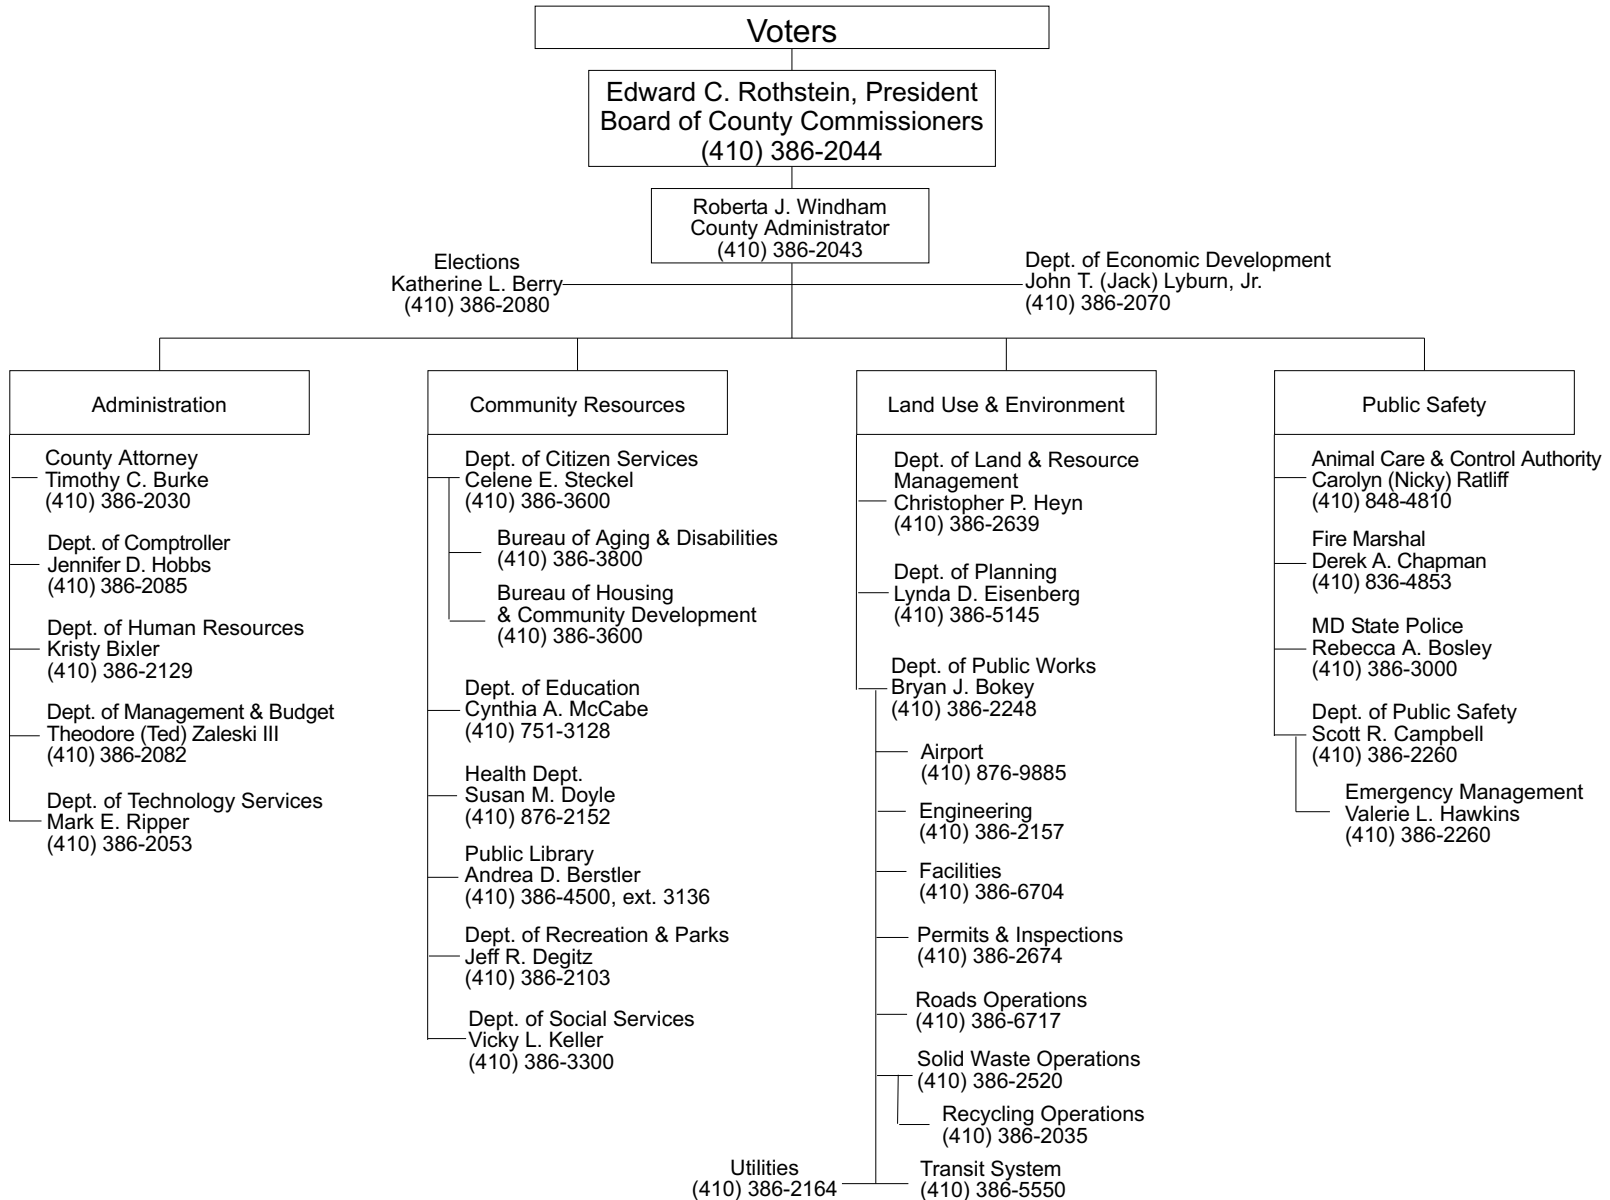 Voters
Edward C. Rothstein, President
Board of County Commissioners
(410) 386-2044
Roberta J. Windham
County Administrator
(410) 386-2043
Elections
Katherine L. Berry
(410) 386-2080
Dept. of Economic Development
John T. (Jack) Lyburn, Jr.
(410) 386-2070
Administration
County Attorney
Timothy C. Burke
(410) 386-2030
Dept. of Comptroller
Jennifer D. Hobbs
(410) 386-2085
Dept. of Human Resources
Kristy Bixler
(410) 386-2129
Dept. of Management & Budget
Theodore (Ted) Zaleski III
(410) 386-2082
Dept. of Technology Services
Mark E. Ripper
(410) 386-2053
Community Resources
Dept. of Citizen Services
Celene E. Steckel
(410) 386-3600
Bureau of Aging & Disabilities
(410) 386-3800
Bureau of Housing
& Community Development
(410) 386-3600
Dept. of Education
Cynthia A. McCabe
(410) 751-3128
Health Dept.
Susan M. Doyle
(410) 876-2152
Public Library
Andrea D. Berstler
(410) 386-4500, ext. 3136
Dept. of Recreation & Parks
Jeff R. Degitz
(410) 386-2103
Dept. of Social Services
Vicky L. Keller
(410) 386-3300
Land Use & Environment
Dept. of Land & Resource
Management
Christopher P. Heyn
(410) 386-2639
Dept. of Planning
Lynda D. Eisenberg
(410) 386-5145
Dept. of Public Works
Bryan J. Bokey
(410) 386-2248
Airport
(410) 876-9885
Engineering
(410) 386-2157
Facilities
(410) 386-6704
Permits & Inspections
(410) 386-2674
Roads Operations
(410) 386-6717
Solid Waste Operations
(410) 386-2520
Recycling Operations
(410) 386-2035
Utilities
(410) 386-2164
Transit System
(410) 386-5550
Public Safety
Animal Care & Control Authority
Carolyn (Nicky) Ratliff
(410) 848-4810
Fire Marshal
Derek A. Chapman
(410) 836-4853
MD State Police
Rebecca A. Bosley
(410) 386-3000
Dept. of Public Safety
Scott R. Campbell
(410) 386-2260
Emergency Management
Valerie L. Hawkins
(410) 386-2260